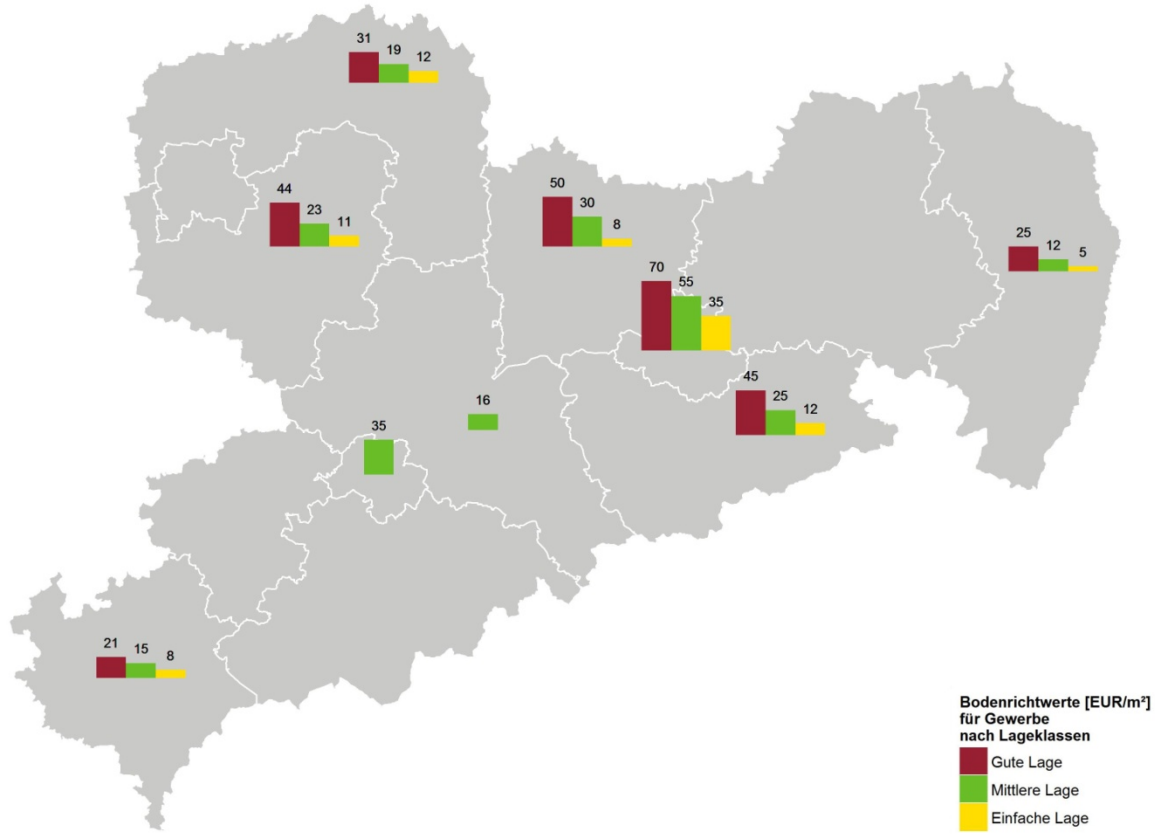 31 19 12
44 23 11
50 30 8
70 55 35
25 12 5
45 25 12
16
35
21 15 8
Bodenrichtwerte [EUR/m²]
für Gewerbe
nach Lageklassen
Gute Lage
Mittlere Lage
Einfache Lage